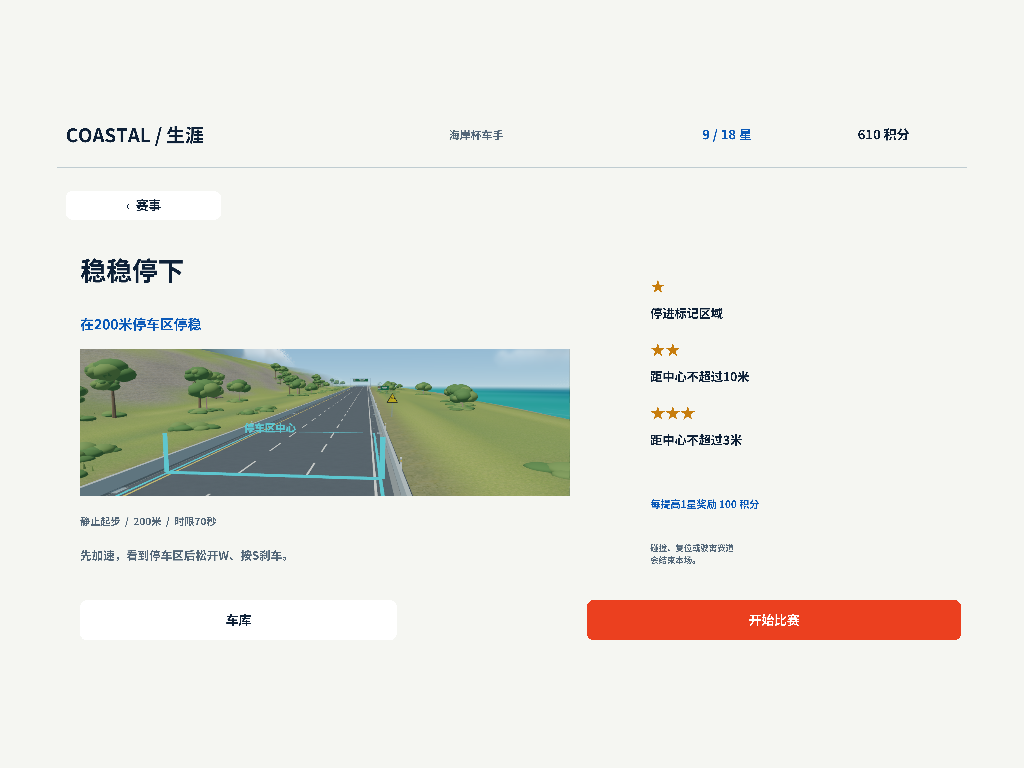 COASTAL / 生涯
海岸杯车手
9 / 18 星
610 积分
‹ 赛事
稳稳停下
在200米停车区停稳
停车区中心
静止起步 / 200米 / 时限70秒
先加速，看到停车区后松开W、按S刹车。
★
停进标记区域
★★
距中心不超过10米
★★★
距中心不超过3米
每提高1星奖励 100 积分
碰撞、复位或驶离赛道
会结束本场。
车库
开始比赛